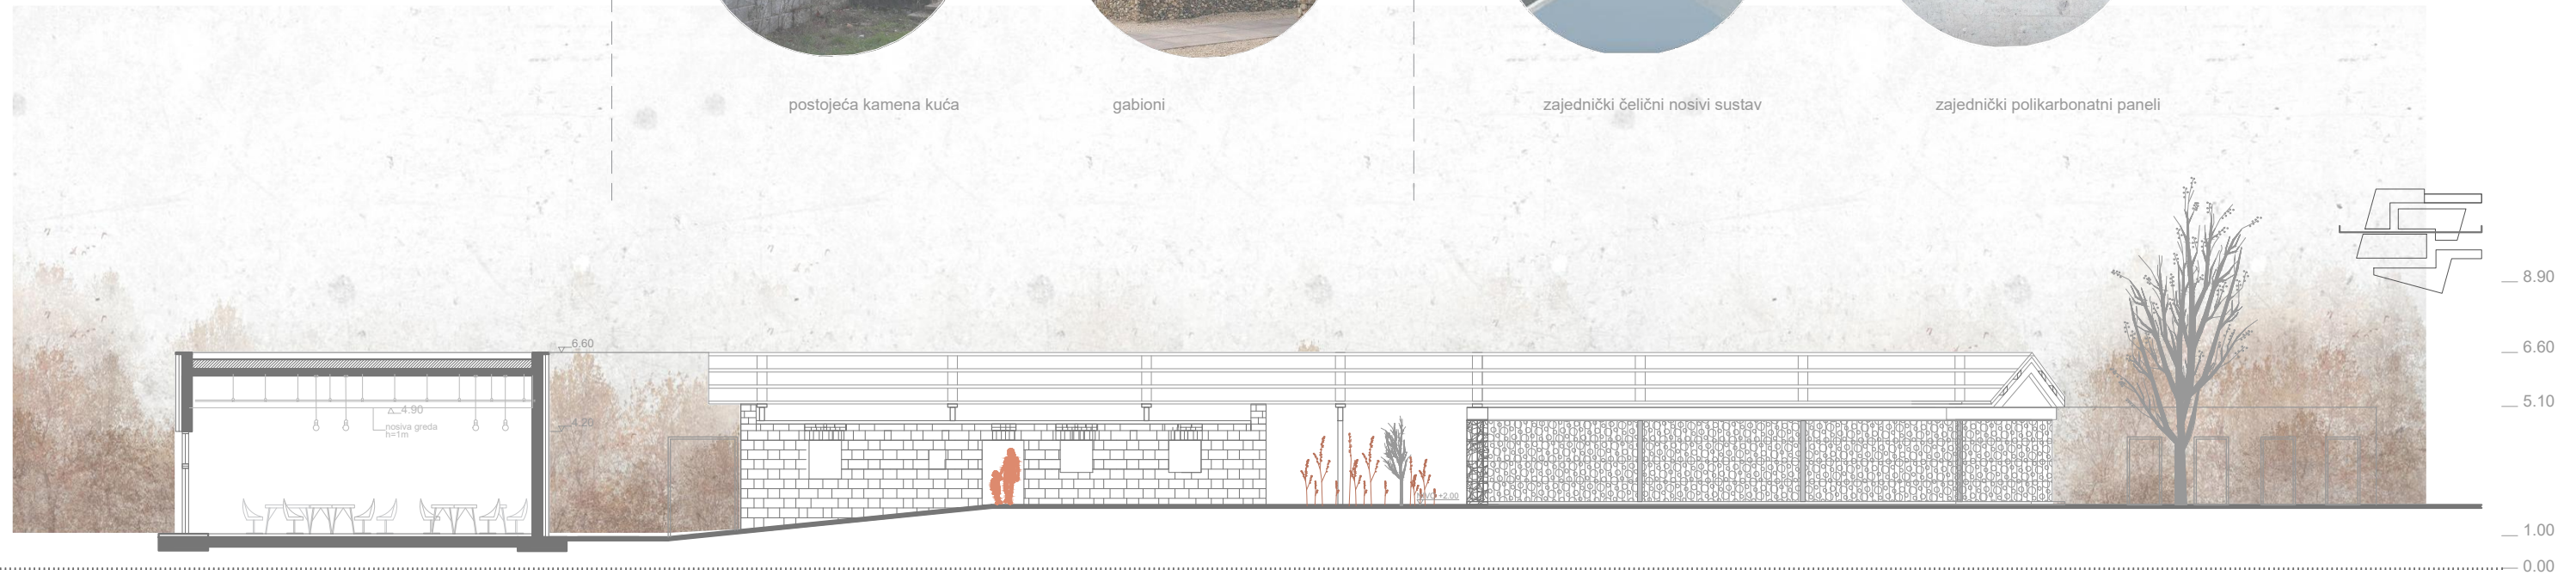 postojeća kamena kuća
gabioni
zajednički čelični nosivi sustav
zajednički polikarbonatni paneli
8.90
6.60
6.60
4.90
5.10
4.20
nosiva greda
h=1m
+2.00
1.00
0.00